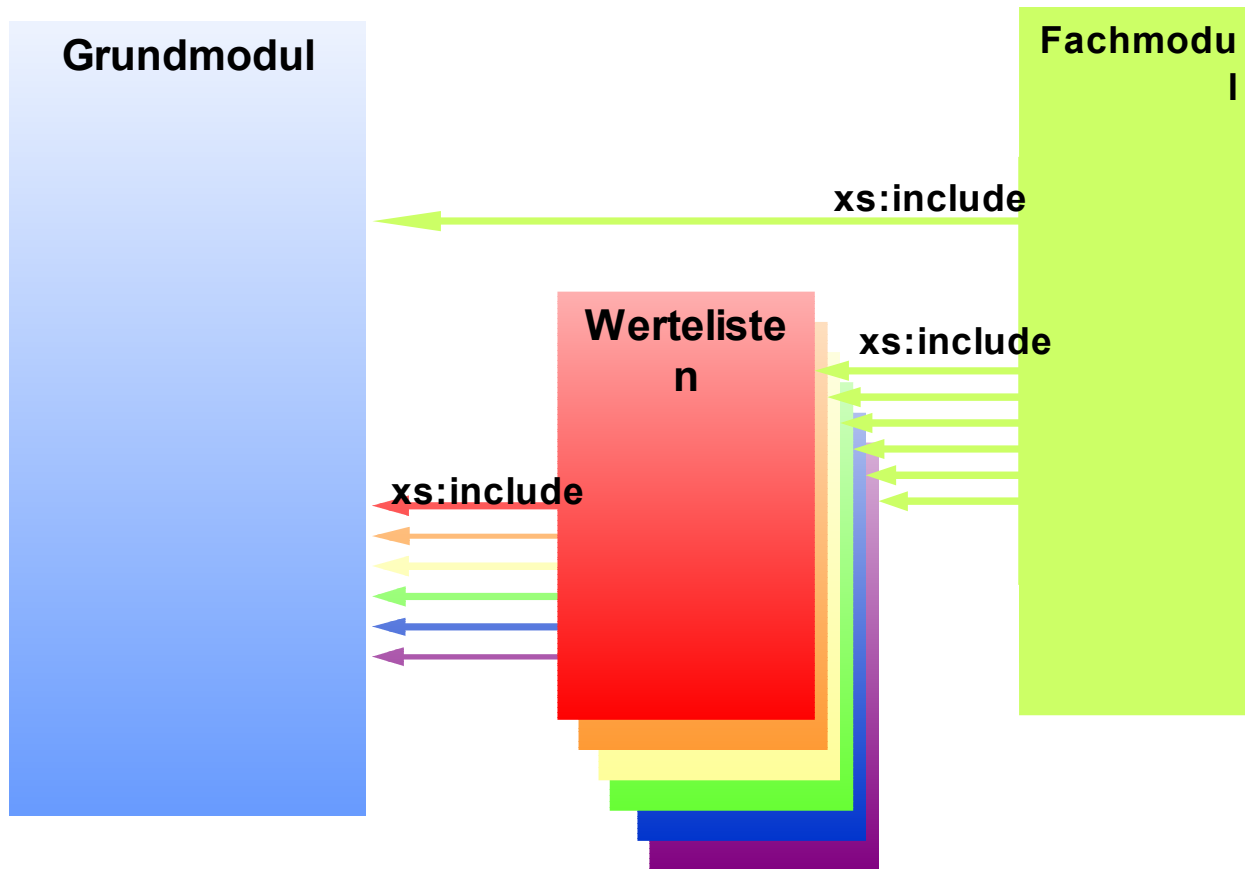 Grundmodul
Fachmodu
l
xs:include
Werteliste
n
xs:include
xs:include